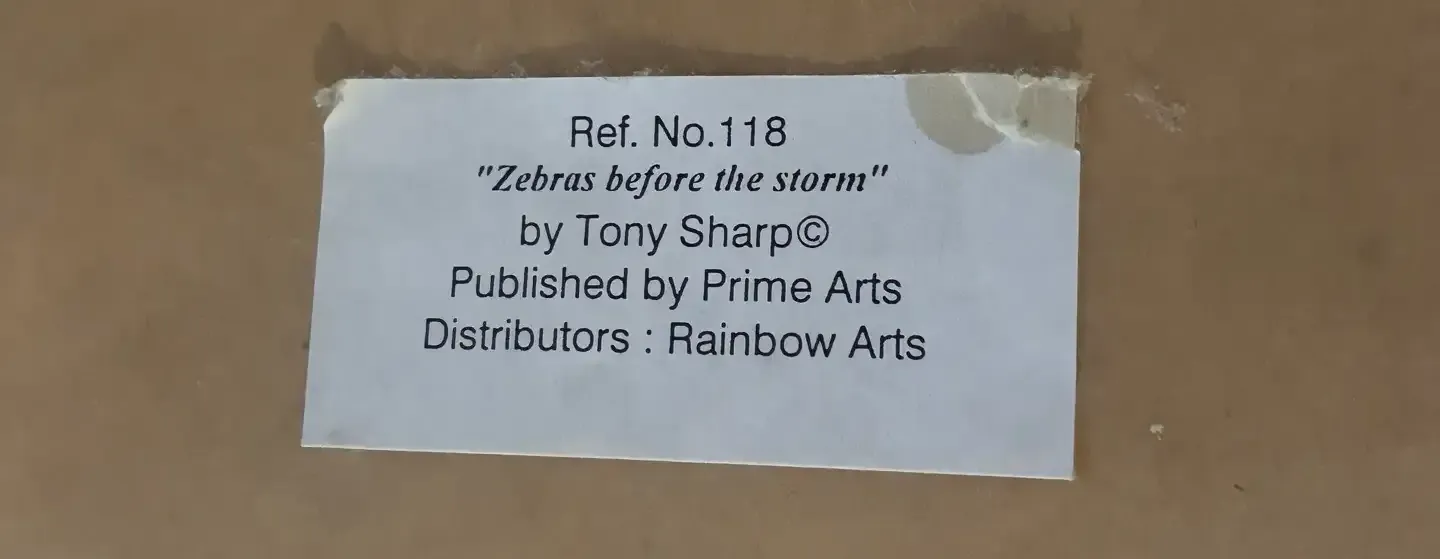 Ref. No.118
"Zebras before the storm"
by Tony Sharp©
Published by Prime Arts
Distributors : Rainbow Arts